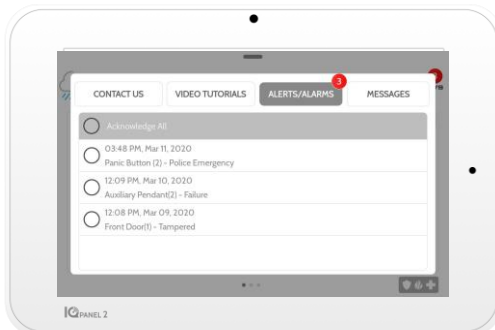 CONTACT US
VIDEO TUTORIALS
ALERTS/ALARMS
3
MESSAGES
Acknowledge All
03:48 PM, Mar 11, 2020
Panic Button (2) - Police Emergency
12:09 PM, Mar 10, 2020
Auxiliary Pendant(2) - Failure
12:08 PM, Mar 09, 2020
Front Door(1) - Tampered
IQ PANEL 2